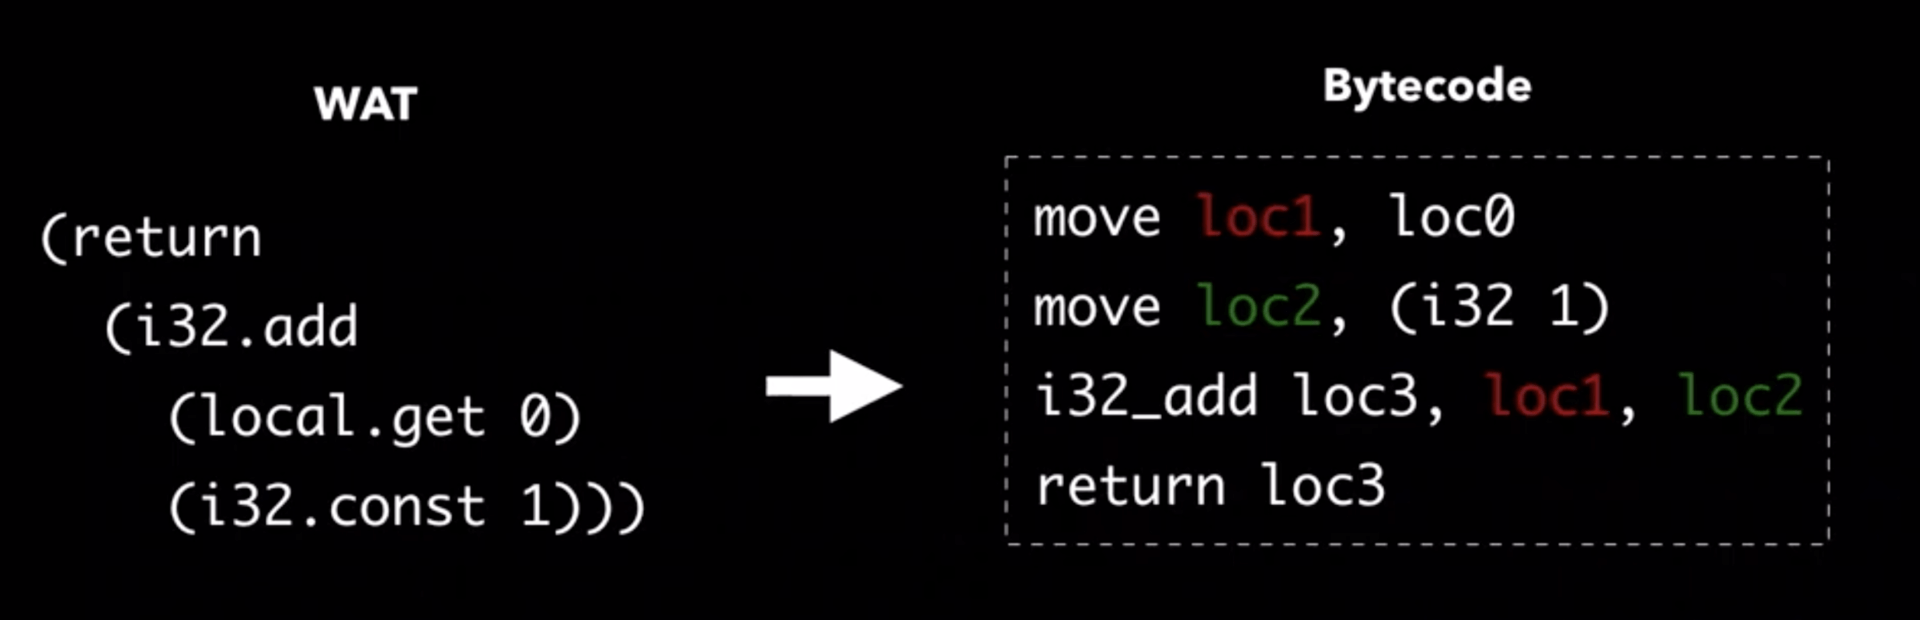 WAT
(return
(i32.add
(local.get 0)
(i32.const 1)))
Bytecode
move loc1, loc0
move loc2, (i32 1)
i32_add loc3, loc1, loc2
return loc3